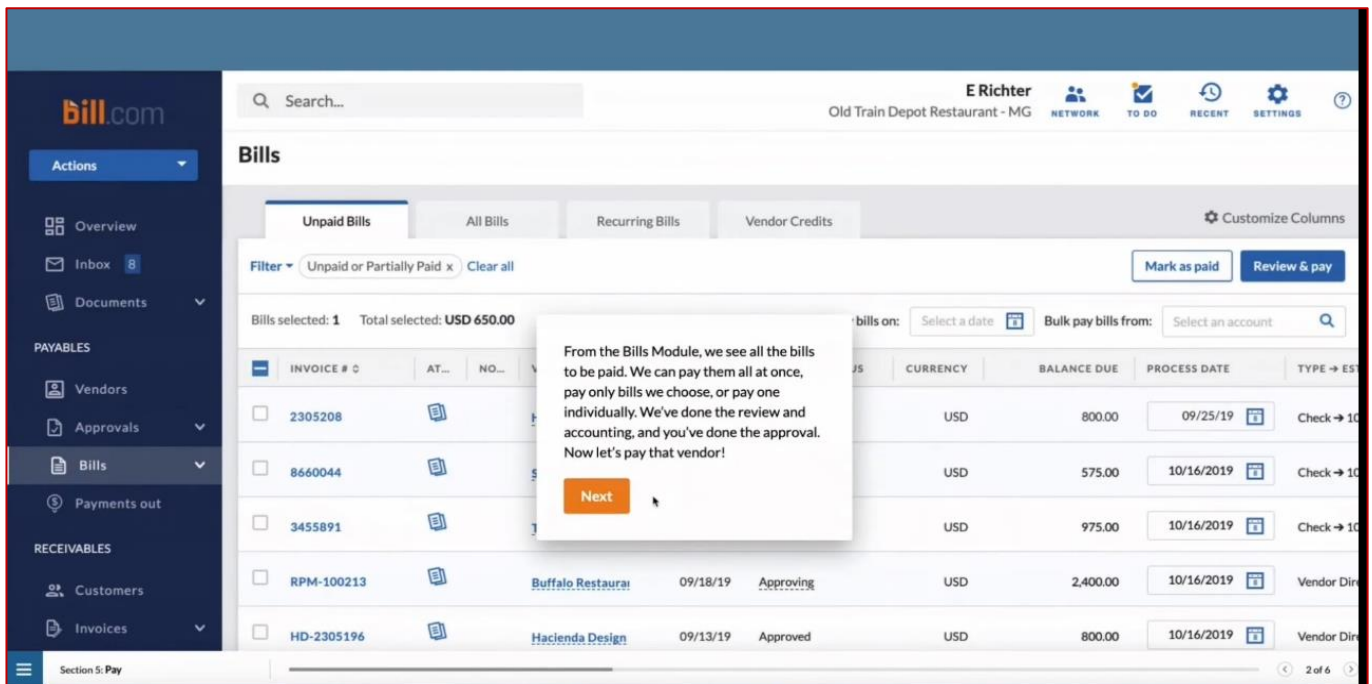 bill.com
Search...
E Richter
Old Train Depot Restaurant - MG
NETWORK
TO DO
RECENT
SETTINGS
?
Actions
Bills
Overview
Inbox 8
Documents
PAYABLES
Vendors
Approvals
Bills
Payments out
RECEIVABLES
Customers
Invoices
Unpaid Bills
All Bills
Recurring Bills
Vendor Credits
Customize Columns
Filter
Unpaid or Partially Paid x
Clear all
Mark as paid
Review & pay
Bills selected: 1 Total selected: USD 650.00
bills on:
Select a date
Bulk pay bills from:
Select an account
INVOICE # AT... NO... CURRENCY BALANCE DUE PROCESS DATE TYPE → EST
2305208 USD 800.00 09/25/19 Check → 10
8660044 USD 575.00 10/16/2019 Check → 10
3455891 USD 975.00 10/16/2019 Check → 10
RPM-100213 Buffalo Restaurar 09/18/19 Approving USD 2,400.00 10/16/2019 Vendor Dire
HD-2305196 Hacienda Design 09/13/19 Approved USD 800.00 10/16/2019 Vendor Dire
From the Bills Module, we see all the bills
to be paid. We can pay them all at once,
pay only bills we choose, or pay one
individually. We've done the review and
accounting, and you've done the approval.
Now let's pay that vendor!
Next
Section 5: Pay
2 of 6